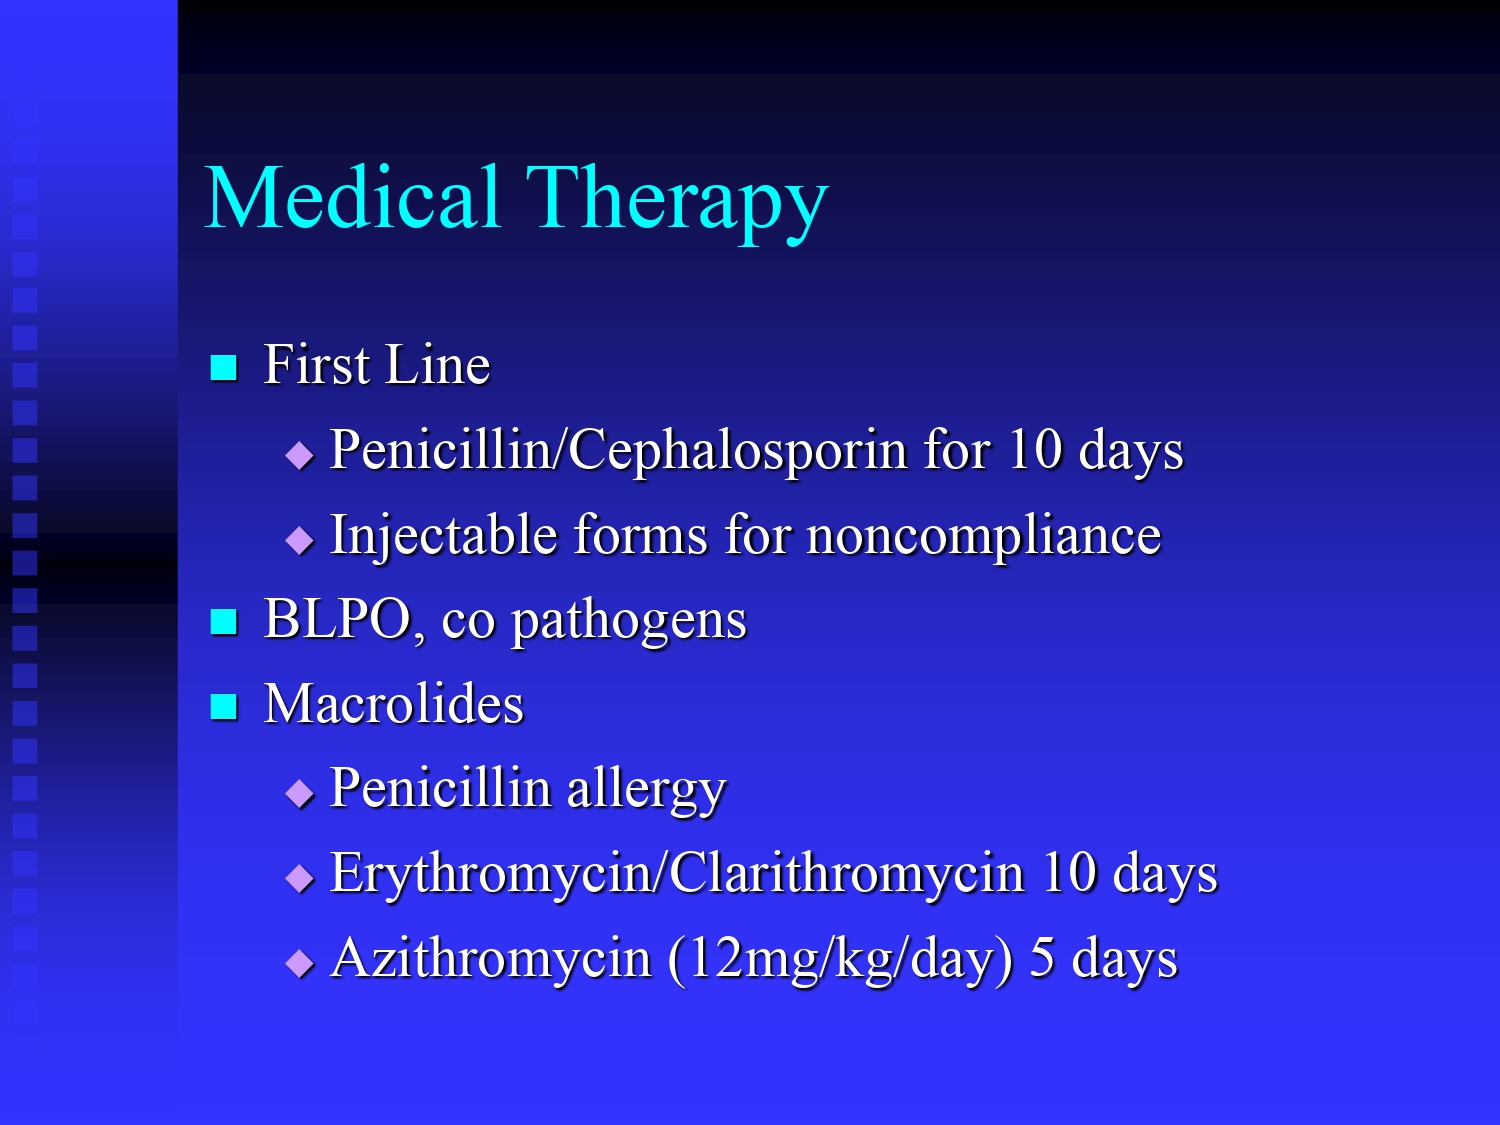 Medical Therapy
First Line
Penicillin/Cephalosporin for 10 days
Injectable forms for noncompliance
BLPO, co pathogens
Macrolides
Penicillin allergy
Erythromycin/Clarithromycin 10 days
Azithromycin (12mg/kg/day) 5 days